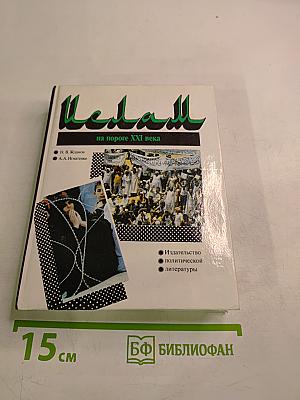 Ислам
на пороге XXI века
Н. В. Жданов
А. А. Игнатенко
Издательство
политической
литературы
15 см
БФ БИБЛИОФАН